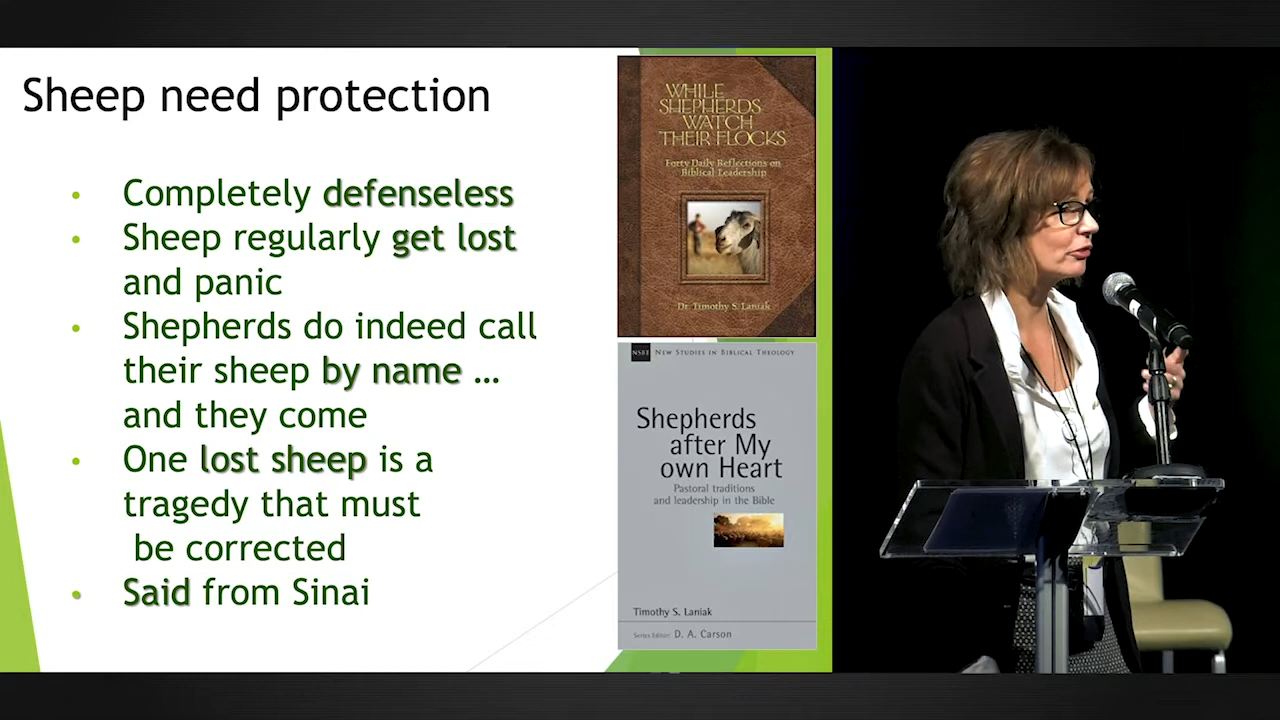 Sheep need protection
• Completely defenseless
• Sheep regularly get lost
and panic
• Shepherds do indeed call
their sheep by name …
and they come
• One lost sheep is a
tragedy that must
be corrected
• Said from Sinai
WHILE
SHEPHERDS
WATCH
THEIR FLOCKS
Forty Daily Reflections on
Biblical Leadership
Dr. Timothy S. Laniak
NSBT NEW STUDIES IN BIBLICAL THEOLOGY
Shepherds
after My
own Heart
Pastoral traditions
and leadership in the Bible
Timothy S. Laniak
Series Editor: D. A. Carson